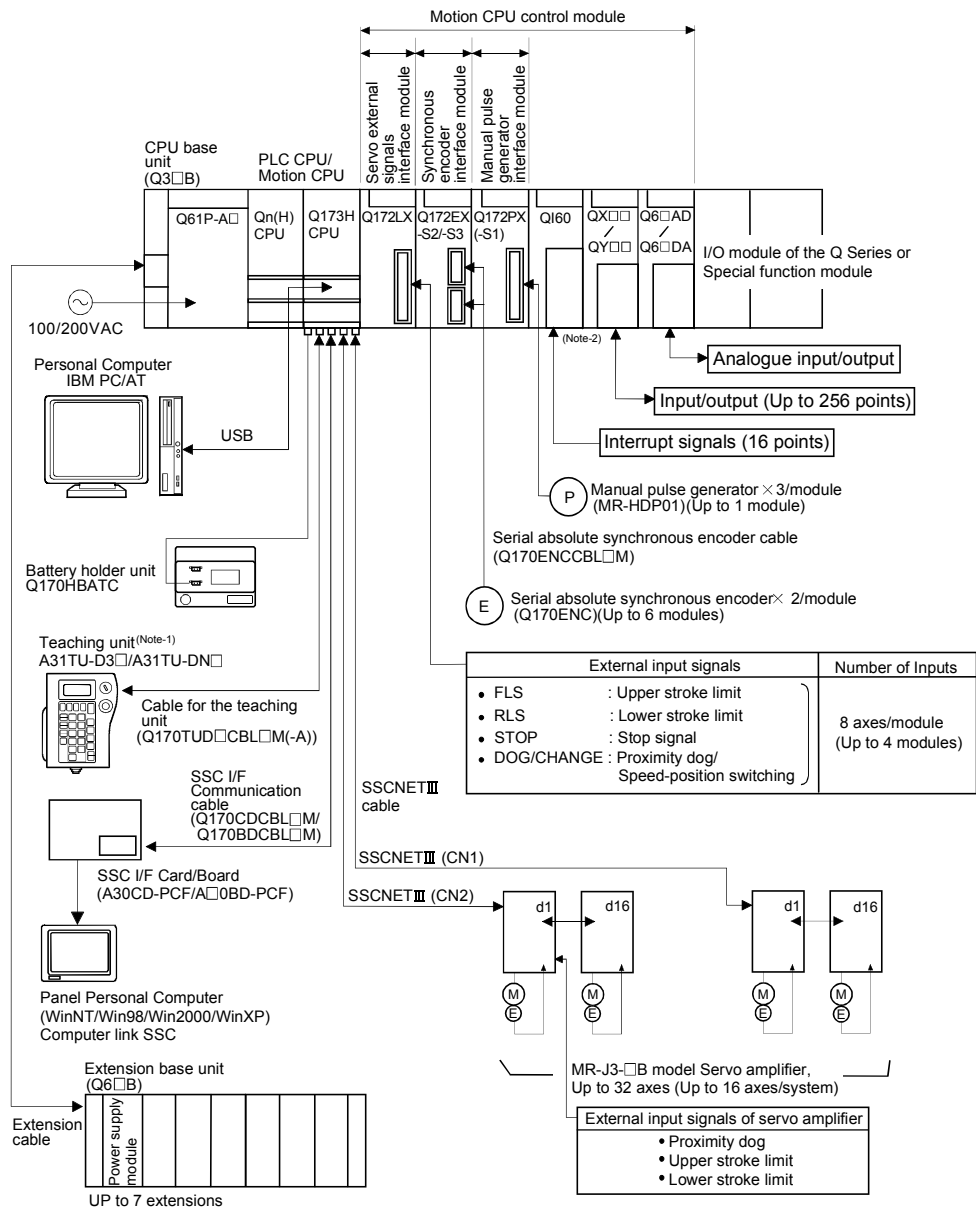 Motion CPU control module
Servo external
signals
interface module
Synchronous
encoder
interface module
Manual pulse
generator
interface module
CPU base
unit
(Q3□B)
PLC CPU/
Motion CPU
Q61P-A□
Qn(H)
CPU
Q173H
CPU
Q172LX
Q172EX
-S2/-S3
Q172PX
(-S1)
QI60
QX□□
/
QY□□
Q6□AD
/
Q6□DA
I/O module of the Q Series or
Special function module
100/200VAC
(Note-2)
Analogue input/output
Input/output (Up to 256 points)
Interrupt signals (16 points)
Personal Computer
IBM PC/AT
USB
P
Manual pulse generator ×3/module
(MR-HDP01)(Up to 1 module)
Serial absolute synchronous encoder cable
(Q170ENCCBL□M)
Battery holder unit
Q170HBATC
E
Serial absolute synchronous encoder× 2/module
(Q170ENC)(Up to 6 modules)
Teaching unit(Note-1)
A31TU-D3□/A31TU-DN□
Cable for the teaching
unit
(Q170TUD□CBL□M(-A))
External input signals
Number of Inputs
• FLS : Upper stroke limit
• RLS : Lower stroke limit
• STOP : Stop signal
• DOG/CHANGE : Proximity dog/
Speed-position switching
8 axes/module
(Up to 4 modules)
SSC I/F
Communication
cable
(Q170CDCBL□M/
Q170BDCBL□M)
SSCNETⅢ
cable
SSCNETⅢ (CN1)
SSC I/F Card/Board
(A30CD-PCF/A□0BD-PCF)
SSCNETⅢ (CN2)
d1
d16
d1
d16
M
E
M
E
M
E
M
E
Panel Personal Computer
(WinNT/Win98/Win2000/WinXP)
Computer link SSC
MR-J3-□B model Servo amplifier,
Up to 32 axes (Up to 16 axes/system)
External input signals of servo amplifier
• Proximity dog
• Upper stroke limit
• Lower stroke limit
Extension base unit
(Q6□B)
Extension
cable
Power supply
module
UP to 7 extensions